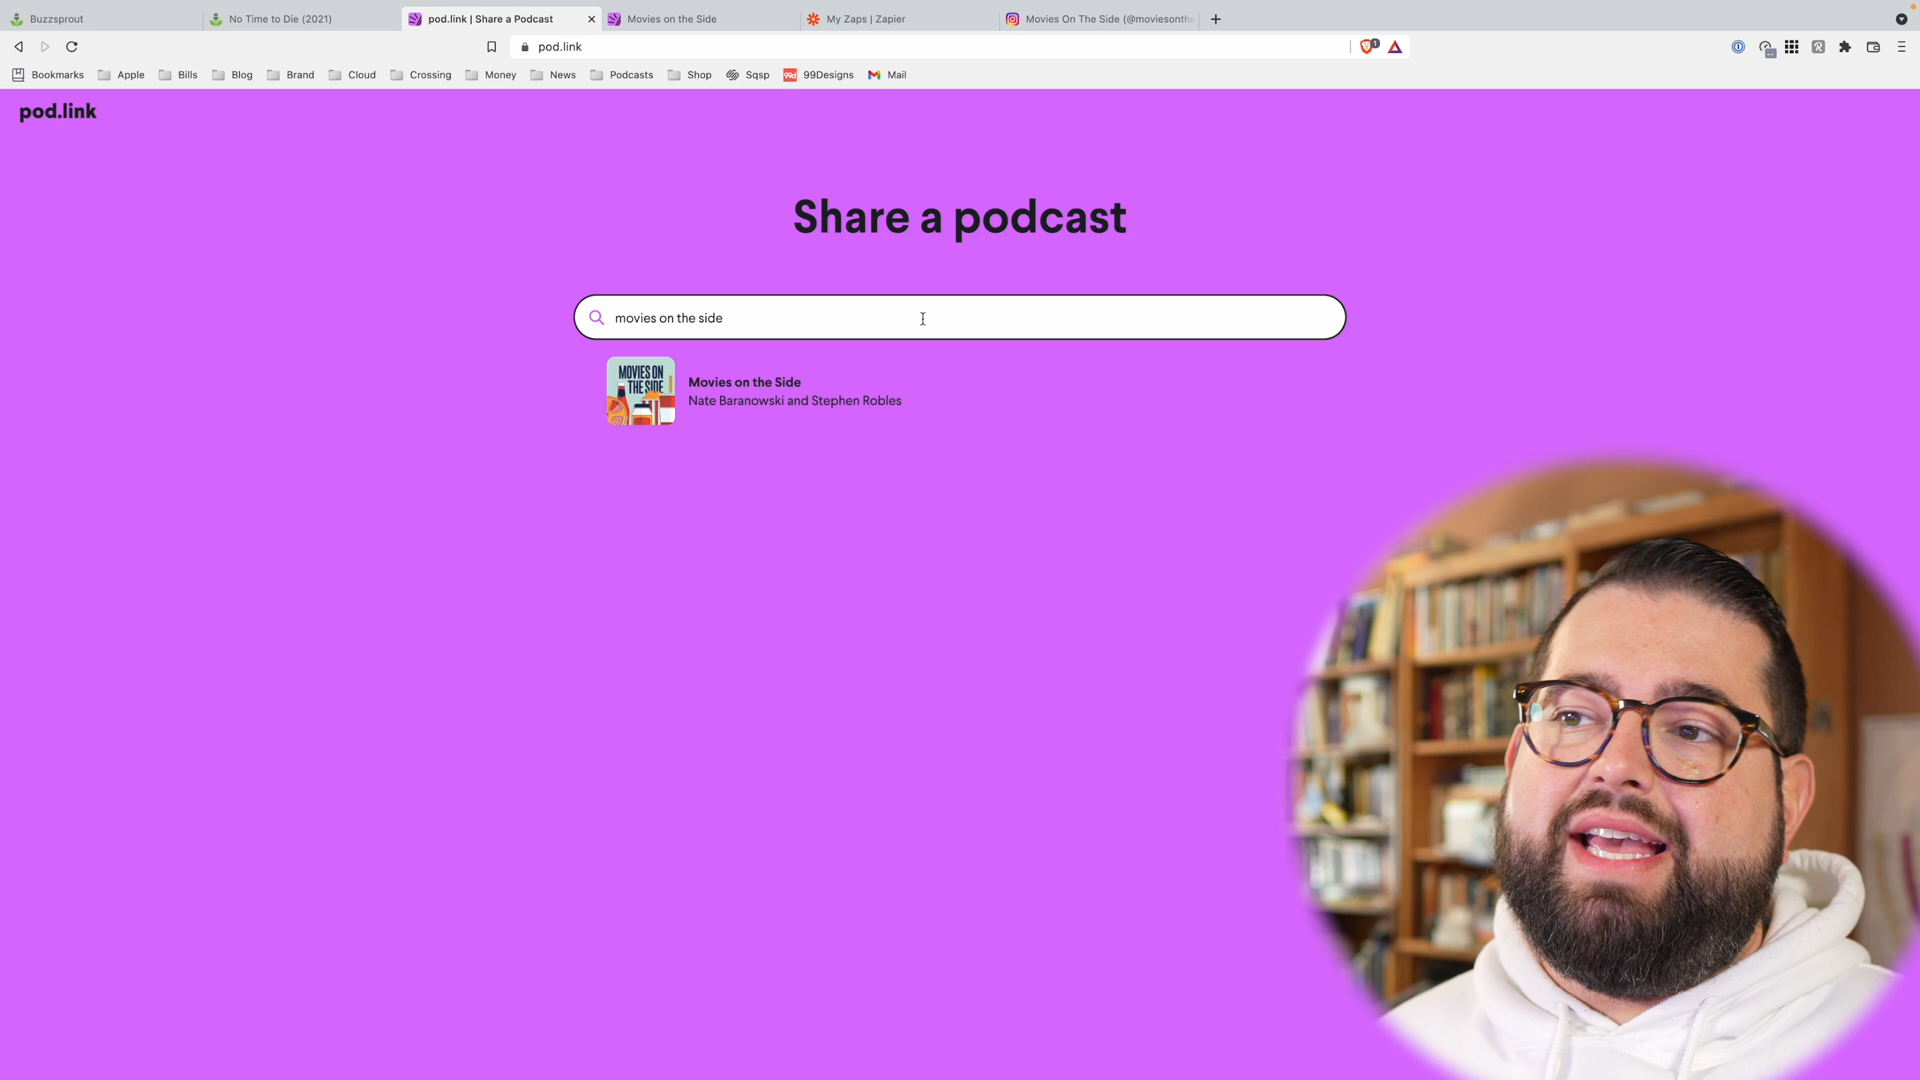 Buzzsprout
No Time to Die (2021)
pod.link | Share a Podcast
Movies on the Side
My Zaps | Zapier
Movies On The Side (@moviesonthe
pod.link
1
Bookmarks
Apple
Bills
Blog
Brand
Cloud
Crossing
Money
News
Podcasts
Shop
Sqsp
99d
99Designs
Mail
pod.link
Share a podcast
movies on the side
MOVIES ON
THE SIDE
Movies on the Side
Nate Baranowski and Stephen Robles